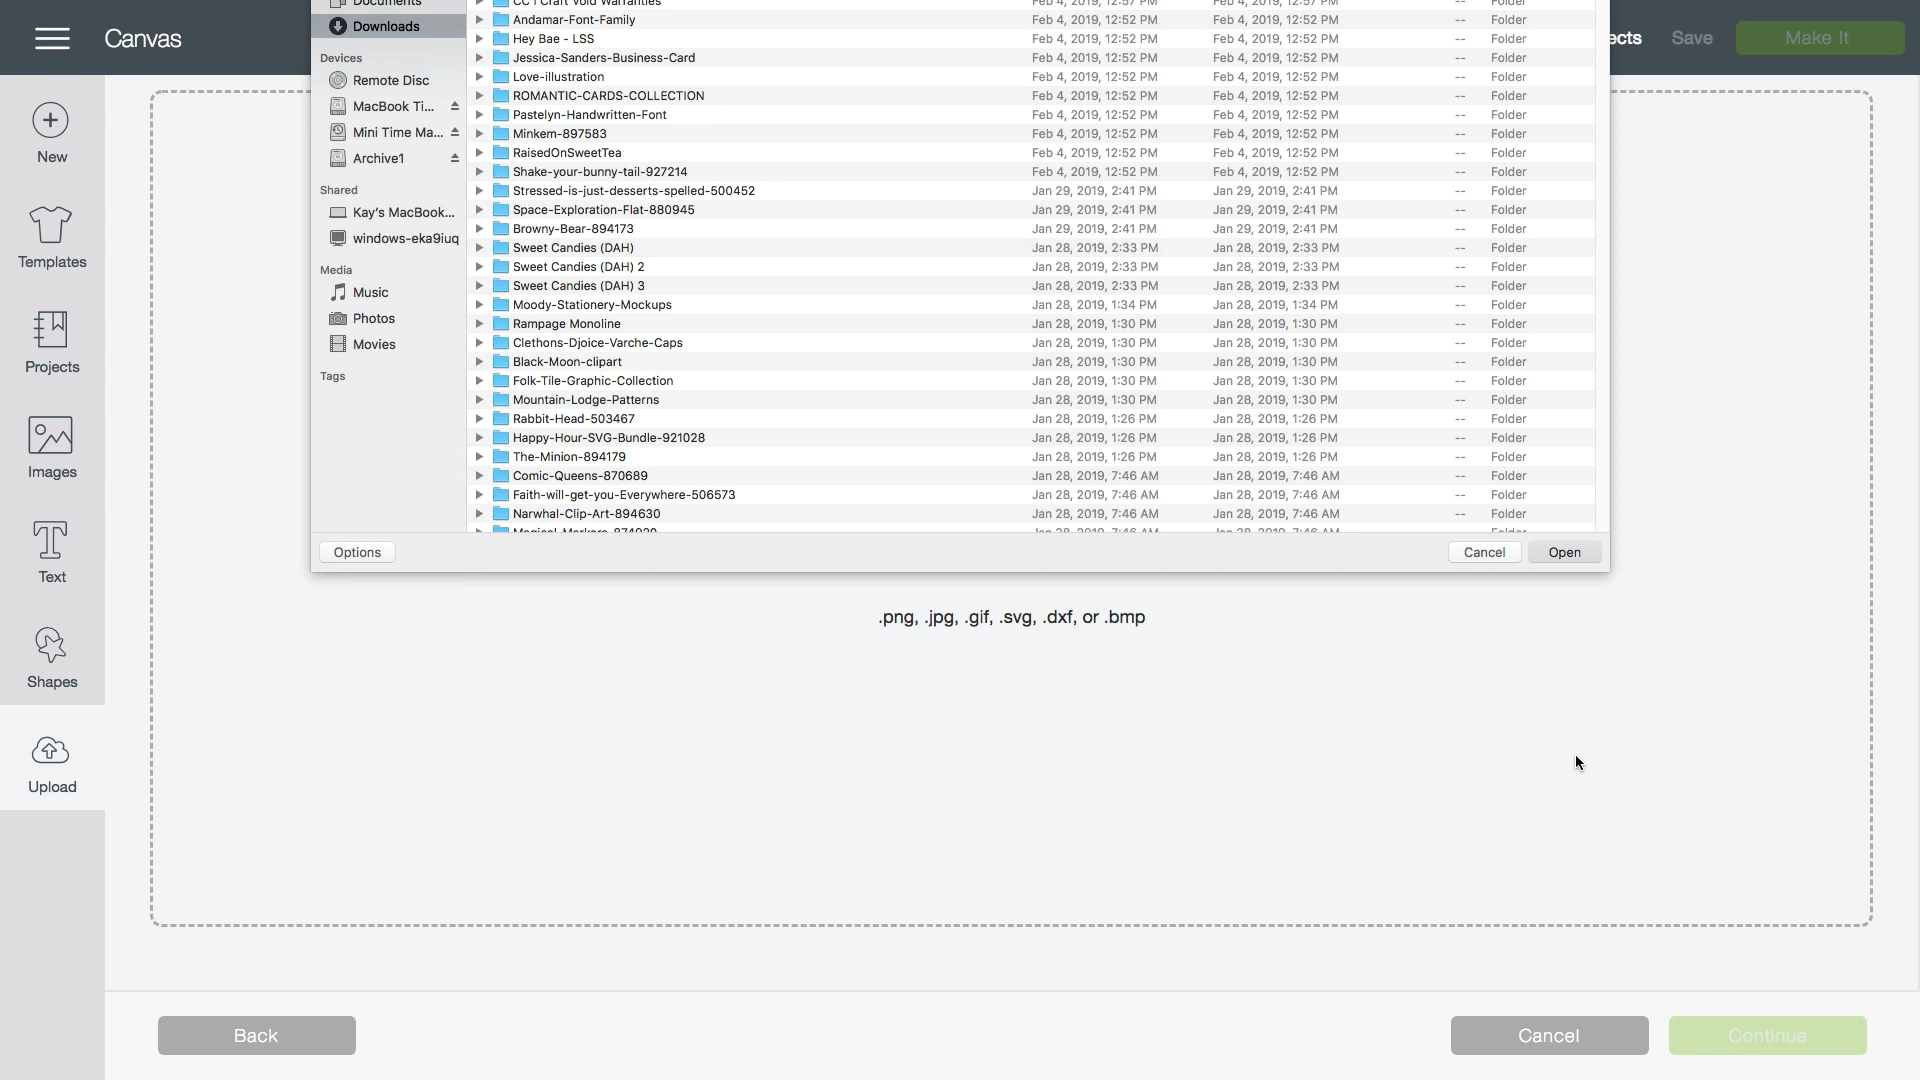 Canvas
ects
Save
Make It
New
Templates
Projects
Images
Text
Shapes
Upload
Documents
Downloads
Devices
Remote Disc
MacBook Ti...
Mini Time Ma...
Archive1
Shared
Kay's MacBook...
windows-eka9iuq
Media
Music
Photos
Movies
Tags
Andamar-Font-Family Feb 4, 2019, 12:52 PM Feb 4, 2019, 12:52 PM -- Folder
Hey Bae - LSS Feb 4, 2019, 12:52 PM Feb 4, 2019, 12:52 PM -- Folder
Jessica-Sanders-Business-Card Feb 4, 2019, 12:52 PM Feb 4, 2019, 12:52 PM -- Folder
Love-illustration Feb 4, 2019, 12:52 PM Feb 4, 2019, 12:52 PM -- Folder
ROMANTIC-CARDS-COLLECTION Feb 4, 2019, 12:52 PM Feb 4, 2019, 12:52 PM -- Folder
Pastelyn-Handwritten-Font Feb 4, 2019, 12:52 PM Feb 4, 2019, 12:52 PM -- Folder
Minkem-897583 Feb 4, 2019, 12:52 PM Feb 4, 2019, 12:52 PM -- Folder
RaisedOnSweetTea Feb 4, 2019, 12:52 PM Feb 4, 2019, 12:52 PM -- Folder
Shake-your-bunny-tail-927214 Feb 4, 2019, 12:52 PM Feb 4, 2019, 12:52 PM -- Folder
Stressed-is-just-desserts-spelled-500452 Jan 29, 2019, 2:41 PM Jan 29, 2019, 2:41 PM -- Folder
Space-Exploration-Flat-880945 Jan 29, 2019, 2:41 PM Jan 29, 2019, 2:41 PM -- Folder
Browny-Bear-894173 Jan 29, 2019, 2:41 PM Jan 29, 2019, 2:41 PM -- Folder
Sweet Candies (DAH) Jan 28, 2019, 2:33 PM Jan 28, 2019, 2:33 PM -- Folder
Sweet Candies (DAH) 2 Jan 28, 2019, 2:33 PM Jan 28, 2019, 2:33 PM -- Folder
Sweet Candies (DAH) 3 Jan 28, 2019, 2:33 PM Jan 28, 2019, 2:33 PM -- Folder
Moody-Stationery-Mockups Jan 28, 2019, 1:34 PM Jan 28, 2019, 1:34 PM -- Folder
Rampage Monoline Jan 28, 2019, 1:30 PM Jan 28, 2019, 1:30 PM -- Folder
Clethons-Djoice-Varche-Caps Jan 28, 2019, 1:30 PM Jan 28, 2019, 1:30 PM -- Folder
Black-Moon-clipart Jan 28, 2019, 1:30 PM Jan 28, 2019, 1:30 PM -- Folder
Folk-Tile-Graphic-Collection Jan 28, 2019, 1:30 PM Jan 28, 2019, 1:30 PM -- Folder
Mountain-Lodge-Patterns Jan 28, 2019, 1:30 PM Jan 28, 2019, 1:30 PM -- Folder
Rabbit-Head-503467 Jan 28, 2019, 1:26 PM Jan 28, 2019, 1:26 PM -- Folder
Happy-Hour-SVG-Bundle-921028 Jan 28, 2019, 1:26 PM Jan 28, 2019, 1:26 PM -- Folder
The-Minion-894179 Jan 28, 2019, 1:26 PM Jan 28, 2019, 1:26 PM -- Folder
Comic-Queens-870689 Jan 28, 2019, 7:46 AM Jan 28, 2019, 7:46 AM -- Folder
Faith-will-get-you-Everywhere-506573 Jan 28, 2019, 7:46 AM Jan 28, 2019, 7:46 AM -- Folder
Narwhal-Clip-Art-894630 Jan 28, 2019, 7:46 AM Jan 28, 2019, 7:46 AM -- Folder
Options
Cancel
Open
.png, .jpg, .gif, .svg, .dxf, or .bmp
Back
Cancel
Continue